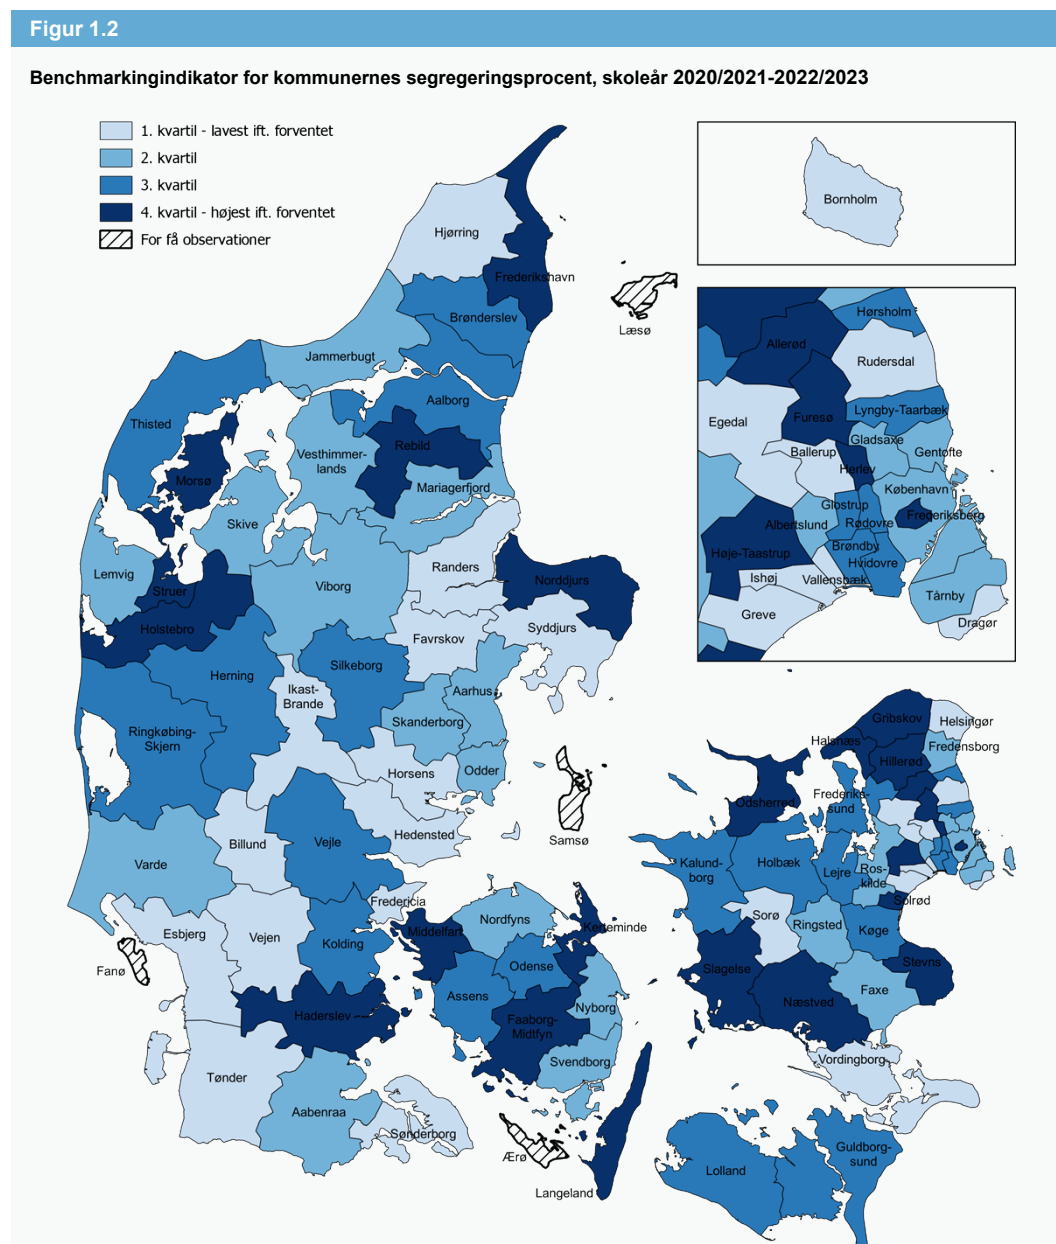 Figur 1.2
Benchmarkingindikator for kommunernes segregeringsprocent, skoleår 2020/2021-2022/2023
1. kvartil - lavest ift. forventet
2. kvartil
3. kvartil
4. kvartil - højest ift. forventet
For få observationer
Bornholm
Hjørring
Frederikshavn
Læsø
Brønderslev
Jammerbugt
Thisted
Aalborg
Rebild
Vesthimmer-
lands
Morsø
Mariagerfjord
Skive
Lemvig
Struer
Viborg
Randers
Norddjurs
Holstebro
Favrskov
Syddjurs
Herning
Silkeborg
Ikast-
Brande
Aarhus
Skanderborg
Ringkøbing-
Skjern
Horsens
Odder
Hedensted
Samsø
Billund
Vejle
Varde
Fredericia
Esbjerg
Vejen
Kolding
Fanø
Haderslev
Tønder
Aabenraa
Sønderborg
Middelfart
Nordfyns
Kerteminde
Odense
Assens
Nyborg
Faaborg-
Midtfyn
Svendborg
Ærø
Langeland
Hørsholm
Allerød
Rudersdal
Egedal
Furesø
Lyngby-Taarbæk
Gladsaxe
Gentofte
Ballerup
Herlev
København
Glostrup
Frederiksberg
Albertslund
Rødovre
Høje-Taastrup
Brøndby
Hvidovre
Ishøj
Vallensbæk
Tårnby
Greve
Dragør
Gribskov
Helsingør
Halsnæs
Fredensborg
Hillerød
Odsherred
Frederiks-
sund
Kalund-
borg
Holbæk
Lejre
Ros-
kilde
Solrød
Sorø
Ringsted
Køge
Slagelse
Stevns
Næstved
Faxe
Vordingborg
Lolland
Guldborg-
sund